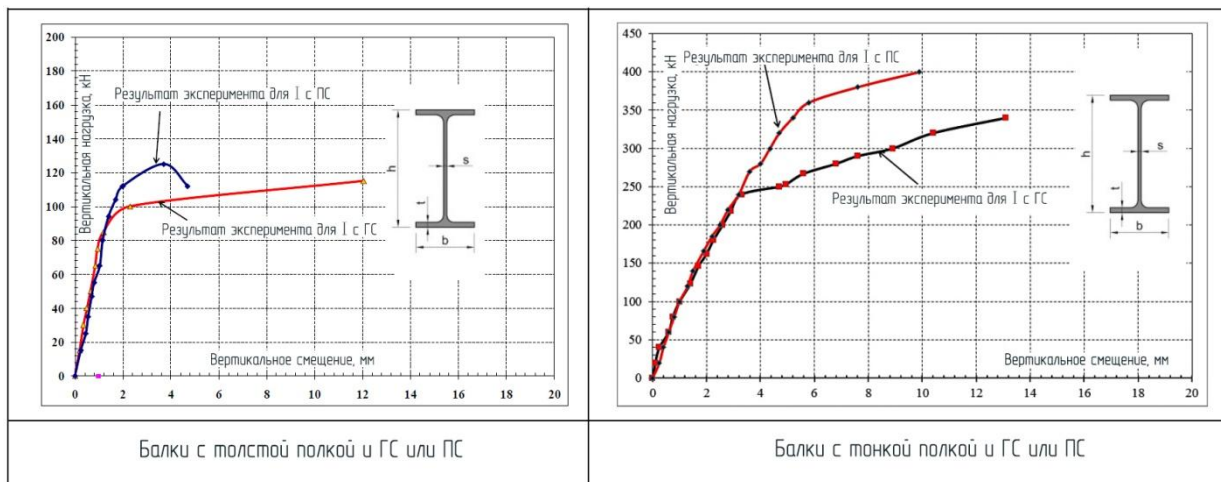 200
180
160
140
120
100
80
60
40
20
0
Вертикальная нагрузка, кН
Результат эксперимента для I с ПС
Результат эксперимента для I с ГС
Вертикальное смещение, мм
0 2 4 6 8 10 12 14 16 18 20
h
s
t
b
Балки с толстой полкой и ГС или ПС
450
400
350
300
250
200
150
100
50
0
Вертикальная нагрузка, кН
Результат эксперимента для I с ПС
Результат эксперимента для I с ГС
Вертикальное смещение, мм
0 2 4 6 8 10 12 14 16 18 20
h
s
t
b
Балки с тонкой полкой и ГС или ПС